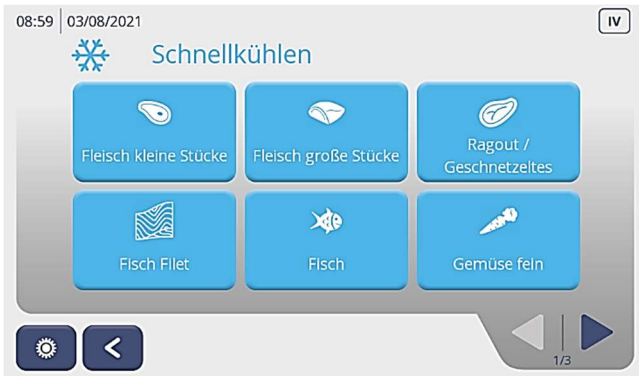 08:59 03/08/2021
IV
Schnellkühlen
Fleisch kleine Stücke
Fleisch große Stücke
Ragout /
Geschnetzeltes
Fisch Filet
Fisch
Gemüse fein
1/3